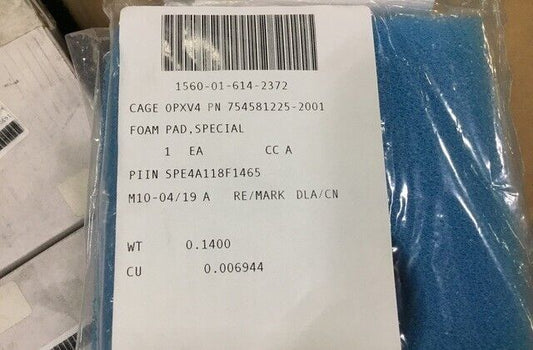 1560-01-614-2372
CAGE 0PXV4 PN 754581225-2001
FOAM PAD,SPECIAL
1 EA CC A
PIIN SPE4A118F1465
M10-04/19 A RE/MARK DLA/CN
WT 0.1400
CU 0.006944